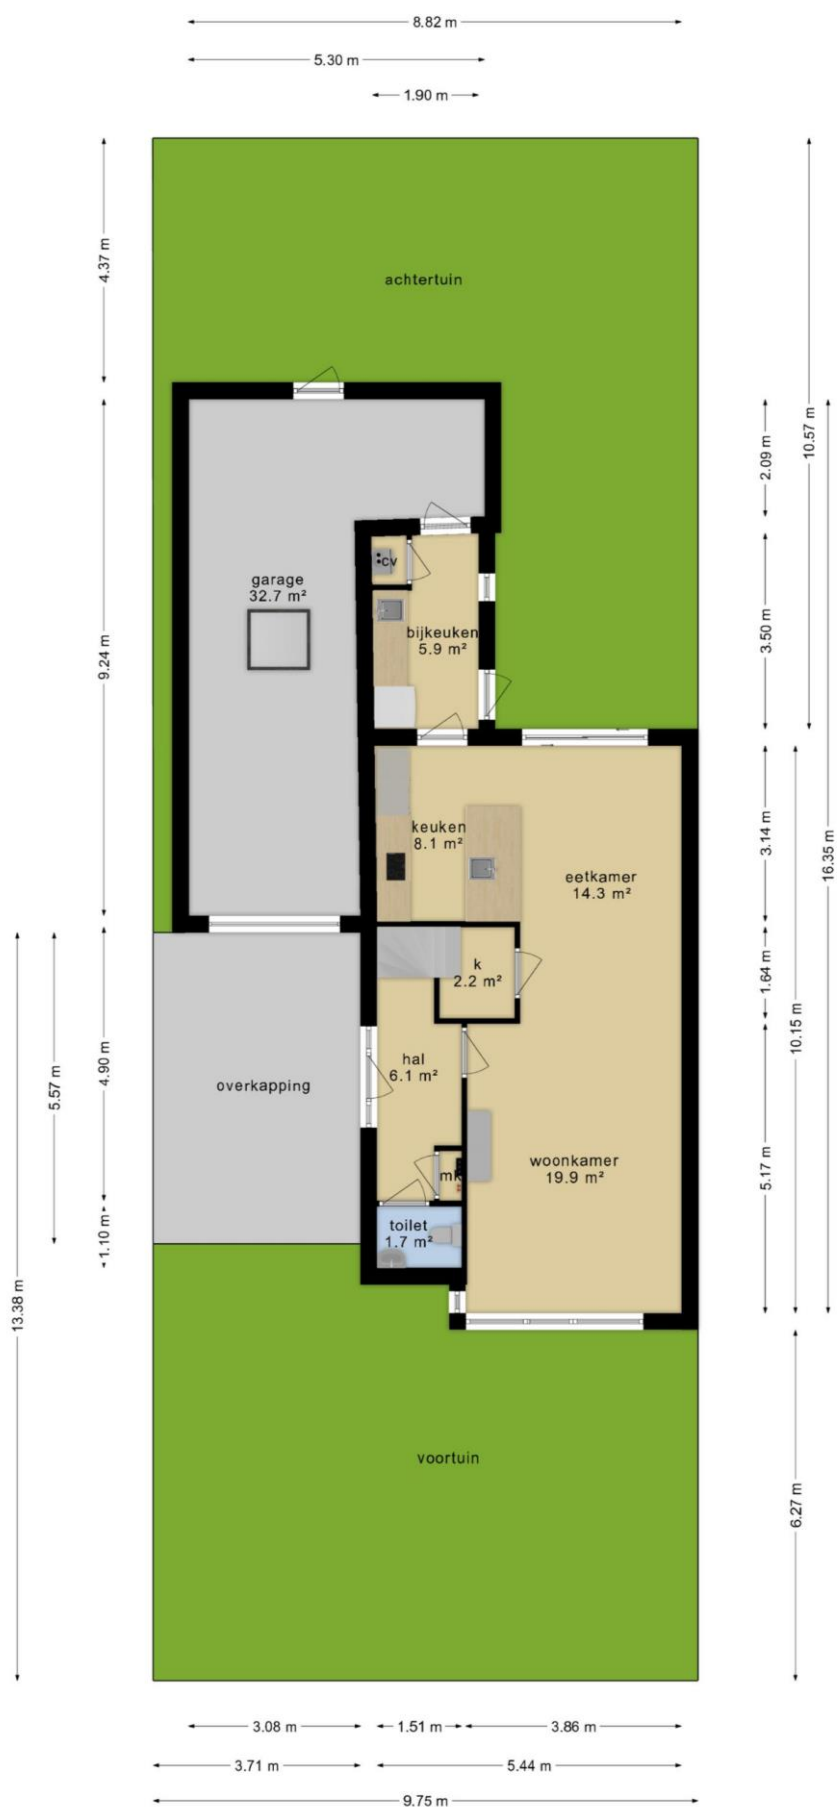 8.82 m
5.30 m
1.90 m
4.37 m
10.57 m
achtertuin
2.09 m
9.24 m
16.35 m
garage
32.7 m²
cv
bijkeuken
5.9 m²
3.50 m
keuken
8.1 m²
3.14 m
eetkamer
14.3 m²
k
2.2 m²
1.64 m
10.15 m
hal
6.1 m²
overkapping
4.90 m
5.57 m
woonkamer
19.9 m²
5.17 m
mk
toilet
1.7 m²
1.10 m
13.38 m
voortuin
6.27 m
3.08 m
1.51 m
3.86 m
3.71 m
5.44 m
9.75 m